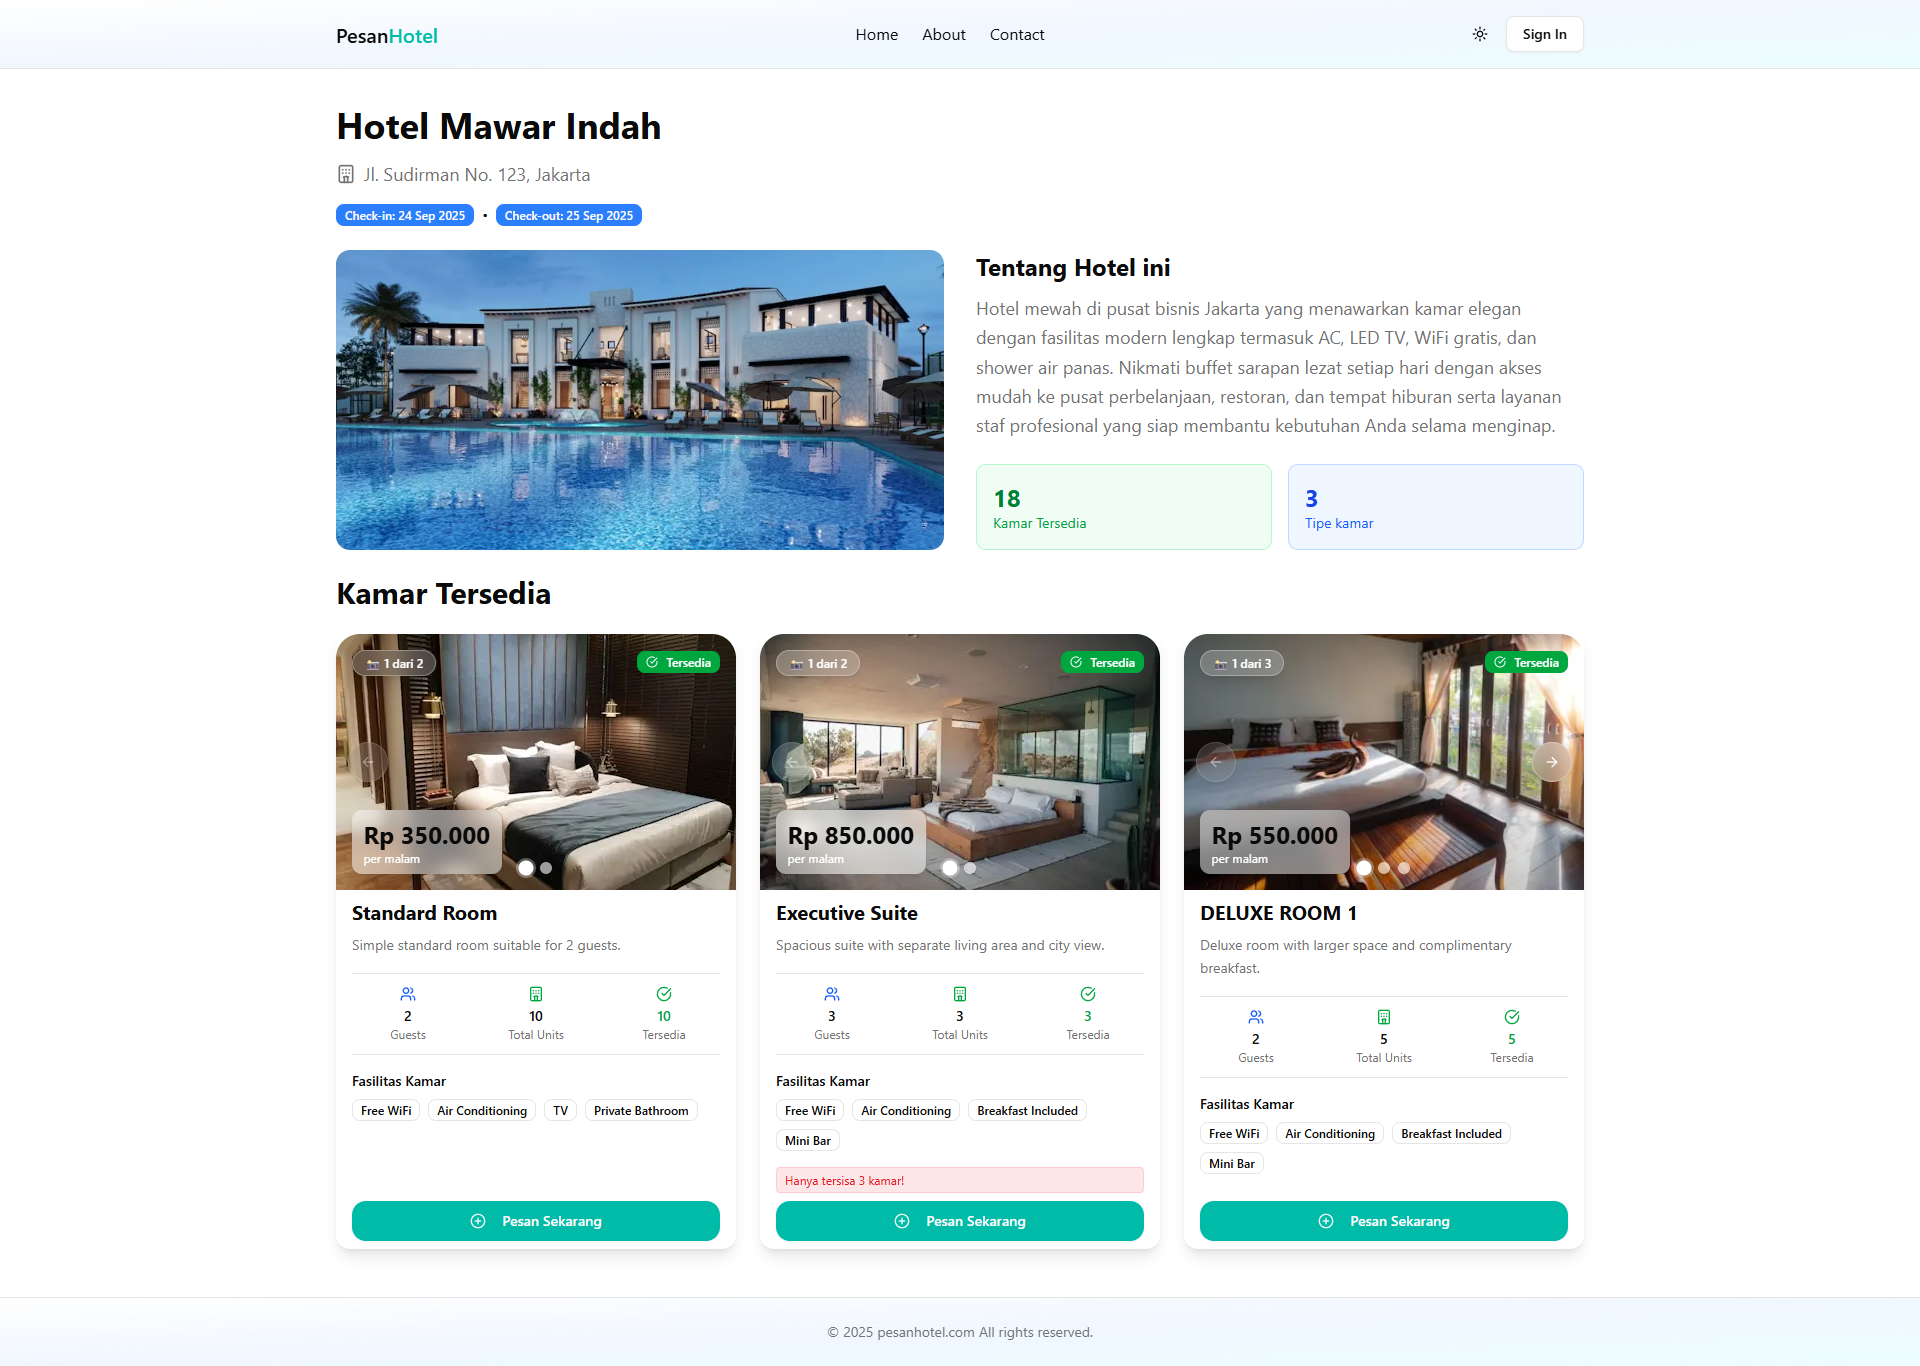 PesanHotel
Home About Contact
Sign In
Hotel Mawar Indah
Jl. Sudirman No. 123, Jakarta
Check-in: 24 Sep 2025 • Check-out: 25 Sep 2025
Tentang Hotel ini
Hotel mewah di pusat bisnis Jakarta yang menawarkan kamar elegan
dengan fasilitas modern lengkap termasuk AC, LED TV, WiFi gratis, dan
shower air panas. Nikmati buffet sarapan lezat setiap hari dengan akses
mudah ke pusat perbelanjaan, restoran, dan tempat hiburan serta layanan
staf profesional yang siap membantu kebutuhan Anda selama menginap.
18
Kamar Tersedia
3
Tipe kamar
Kamar Tersedia
1 dari 2
Tersedia
Rp 350.000
per malam
Standard Room
Simple standard room suitable for 2 guests.
2 10 10
Guests Total Units Tersedia
Fasilitas Kamar
Free WiFi Air Conditioning TV Private Bathroom
Pesan Sekarang
1 dari 2
Tersedia
Rp 850.000
per malam
Executive Suite
Spacious suite with separate living area and city view.
3 3 3
Guests Total Units Tersedia
Fasilitas Kamar
Free WiFi Air Conditioning Breakfast Included
Mini Bar
Hanya tersisa 3 kamar!
Pesan Sekarang
1 dari 3
Tersedia
Rp 550.000
per malam
DELUXE ROOM 1
Deluxe room with larger space and complimentary
breakfast.
2 5 5
Guests Total Units Tersedia
Fasilitas Kamar
Free WiFi Air Conditioning Breakfast Included
Mini Bar
Pesan Sekarang
© 2025 pesanhotel.com All rights reserved.